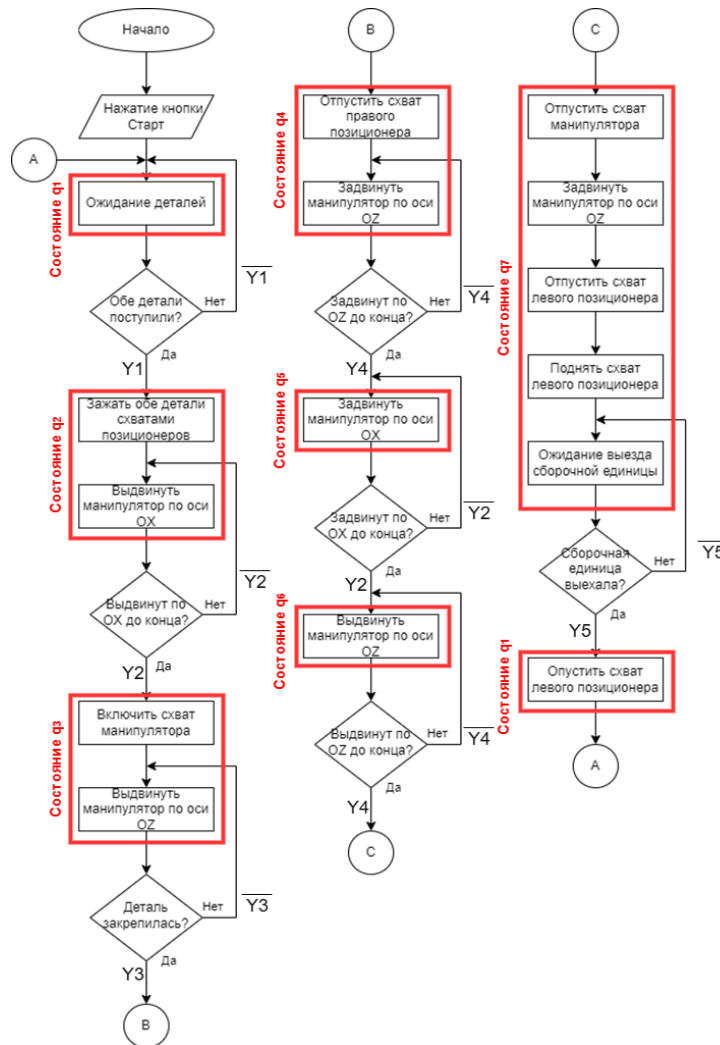 Начало
Нажатие кнопки
Старт
A
Состояние q1
Ожидание деталей
Y1
Обе детали
поступили?
Нет
Да
Y1
Состояние q2
Зажать обе детали
схватами
позиционеров
Выдвинуть
манипулятор по оси
OX
Y2
Выдвинут по
OX до конца?
Нет
Y2
Да
Состояние q3
Включить схват
манипулятора
Выдвинуть
манипулятор по оси
OZ
Деталь
закрепилась?
Нет
Y3
Да
Y3
B
B
Состояние q4
Отпустить схват
правого
позиционера
Задвинуть
манипулятор по оси
OZ
Задвинут по
OZ до конца?
Нет
Y4
Y4
Да
Состояние q5
Задвинуть
манипулятор по оси
OX
Задвинут по
OX до конца?
Нет
Y2
Да
Y2
Состояние q6
Выдвинуть
манипулятор по оси
OZ
Выдвинут по
OZ до конца?
Нет
Y4
Да
Y4
C
C
Состояние q7
Отпустить схват
манипулятора
Задвинуть
манипулятор по оси
OZ
Отпустить схват
левого позиционера
Поднять схват
левого позиционера
Ожидание выезда
сборочной единицы
Y5
Сборочная
единица
выехала?
Нет
Да
Y5
Состояние q1
Опустить схват
левого позиционера
A